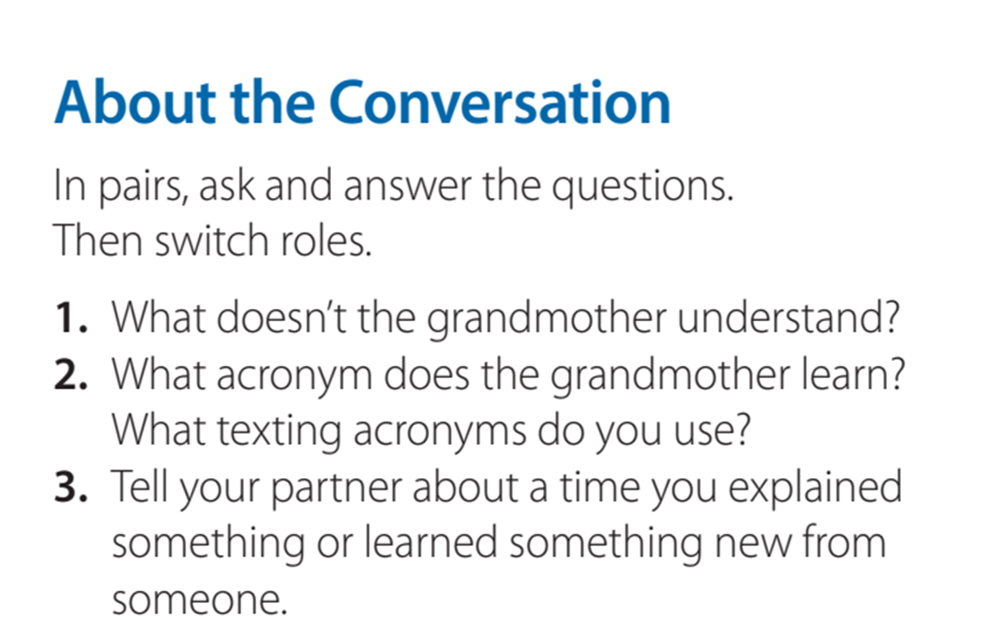 About the Conversation
In pairs, ask and answer the questions.
Then switch roles.
1. What doesn’t the grandmother understand?
2. What acronym does the grandmother learn?
What texting acronyms do you use?
3. Tell your partner about a time you explained
something or learned something new from
someone.